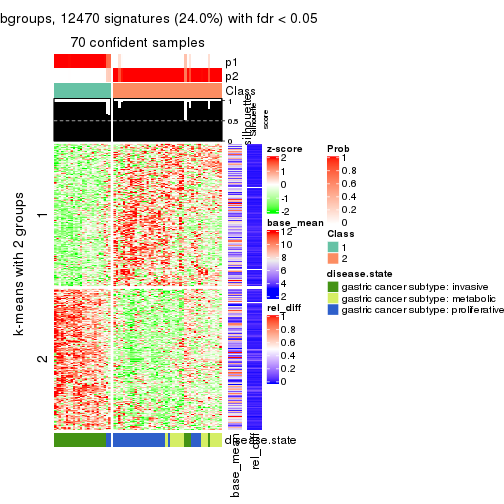 bgroups, 12470 signatures (24.0%) with fdr < 0.05
70 confident samples
p1
p2
Class
1
0.5
0
silhouette
Silhouette
score
k-means with 2 groups
1
2
z-score
2
1
0
-1
-2
base_mean
12
10
8
6
4
2
rel_diff
1
0.8
0.6
0.4
0.2
0
Prob
1
0.8
0.6
0.4
0.2
0
Class
1
2
disease.state
gastric cancer subtype: invasive
gastric cancer subtype: metabolic
gastric cancer subtype: proliferative
disease.state
base_mean
rel_diff